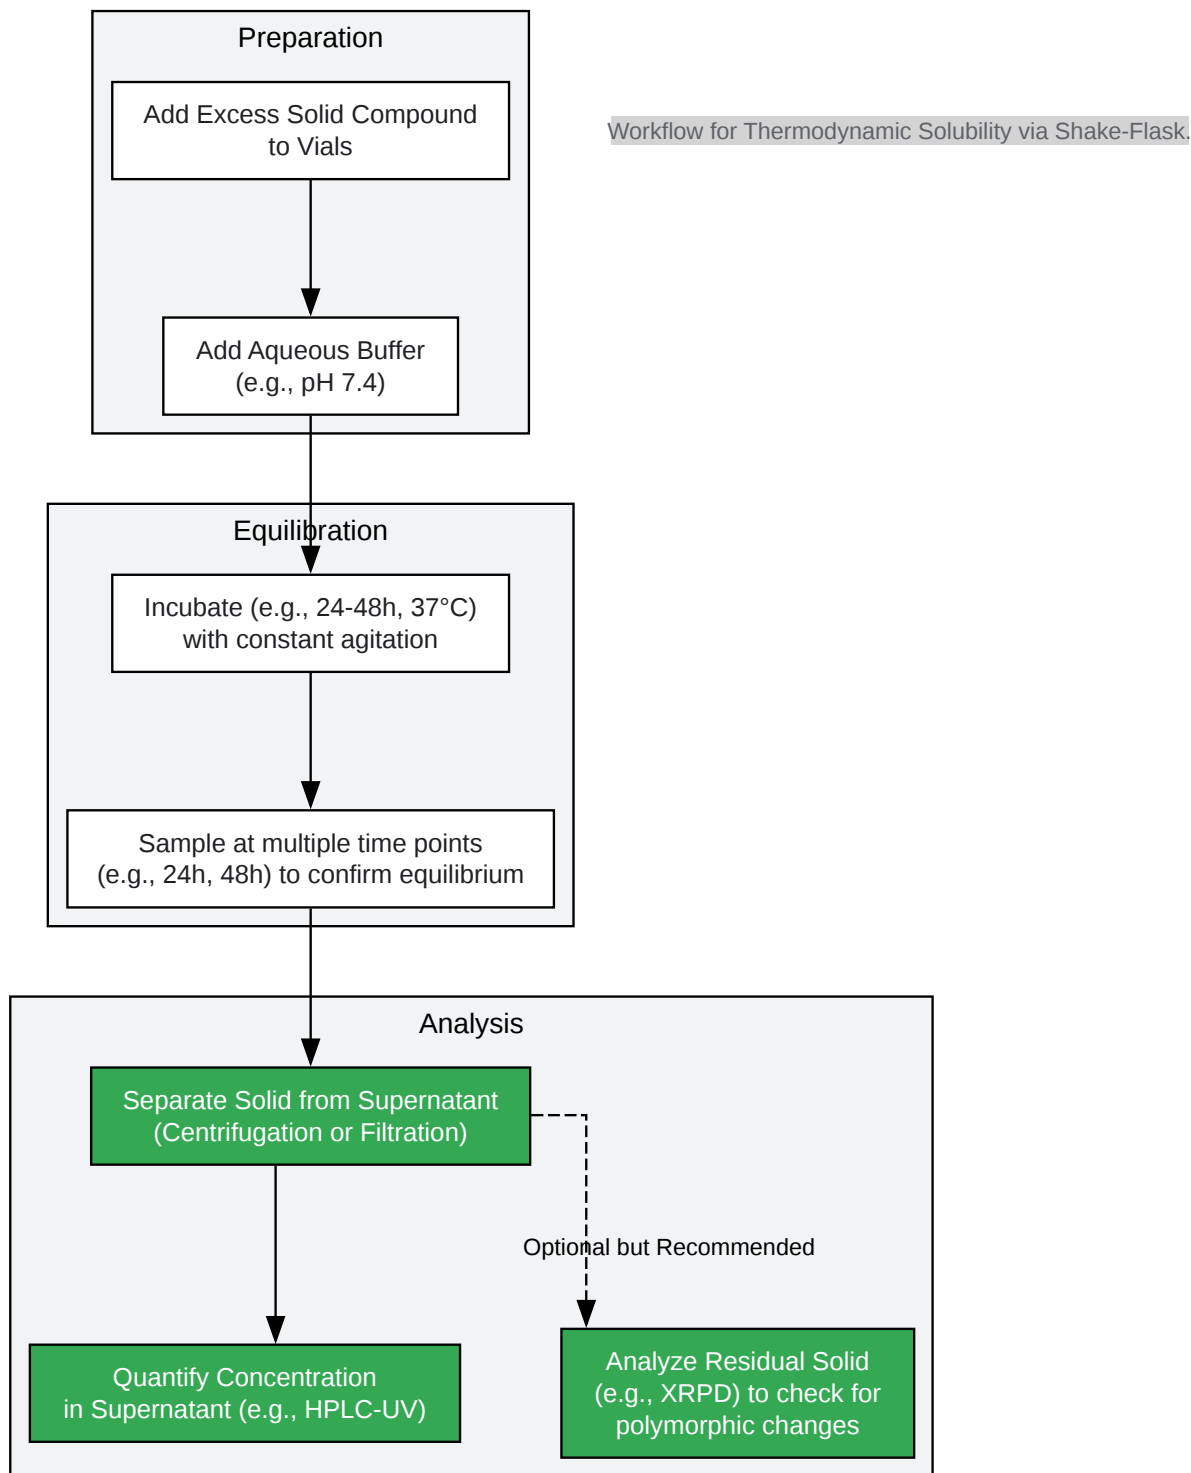 Preparation
Add Excess Solid Compound
to Vials
Workflow for Thermodynamic Solubility via Shake-Flask.
Add Aqueous Buffer
(e.g., pH 7.4)
Equilibration
Incubate (e.g., 24-48h, 37°C)
with constant agitation
Sample at multiple time points
(e.g., 24h, 48h) to confirm equilibrium
Analysis
Separate Solid from Supernatant
(Centrifugation or Filtration)
Optional but Recommended
Quantify Concentration
in Supernatant (e.g., HPLC-UV)
Analyze Residual Solid
(e.g., XRPD) to check for
polymorphic changes